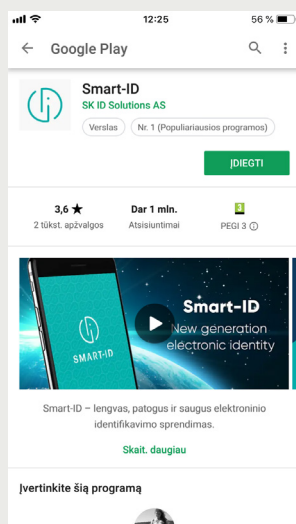 12:25
56 %
Google Play
Smart-ID
SK ID Solutions AS
Verslas
Nr. 1 (Populiariausios programos)
ĮDIEGTI
3,6 ★
Dar 1 mln.
3
2 tūkst. apžvalgos
Atsisiuntimai
PEGI 3
SMART-ID
Smart-ID
New generation
electronic identity
Smart-ID – lengvas, patogus ir saugus elektroninio
identifikavimo sprendimas.
Skait. daugiau
Įvertinkite šią programą